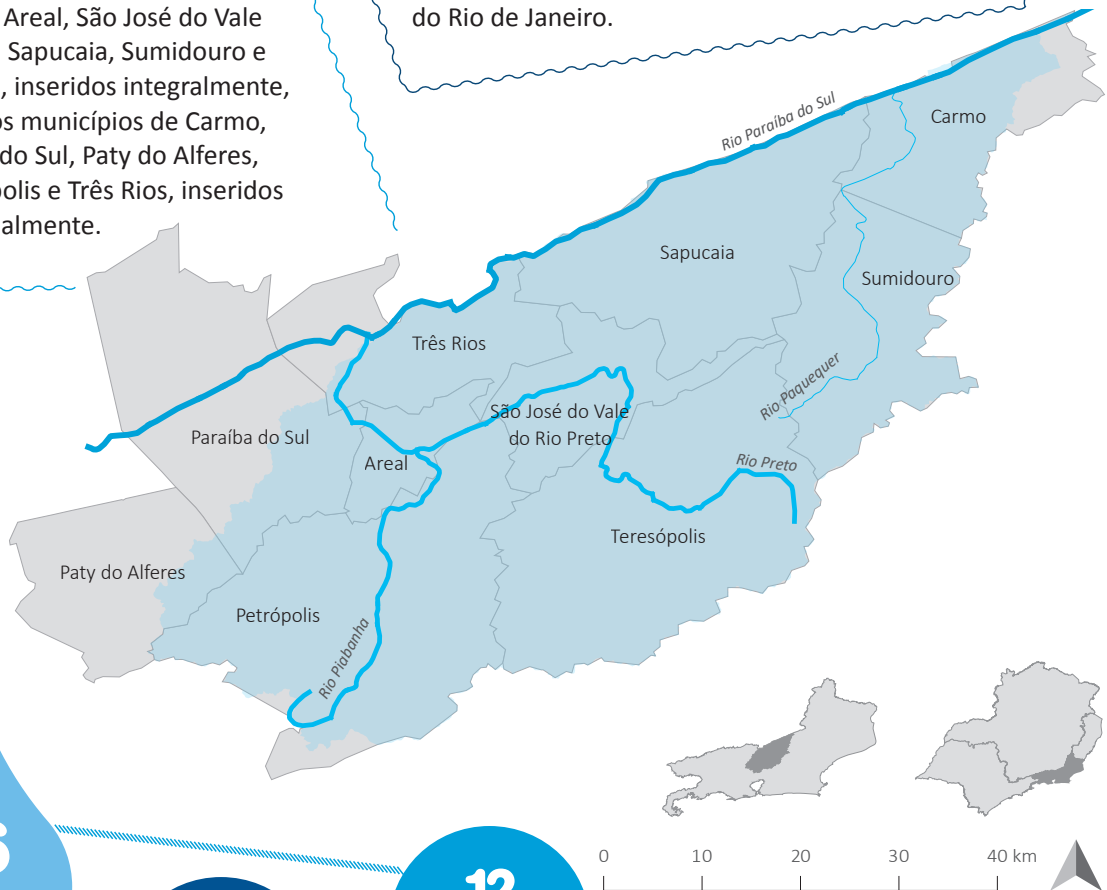 Areal, São José do Vale
Sapucaia, Sumidouro e
, inseridos integralmente,
os municípios de Carmo,
do Sul, Paty do Alferes,
polis e Três Rios, inseridos
almente.
do Rio de Janeiro.
Rio Paraíba do Sul
Carmo
Sapucaia
Sumidouro
Três Rios
Rio Paquequer
São José do Vale
do Rio Preto
Paraíba do Sul
Areal
Rio Preto
Teresópolis
Paty do Alferes
Petrópolis
Rio Piabanha
12
0 10 20 30 40 km